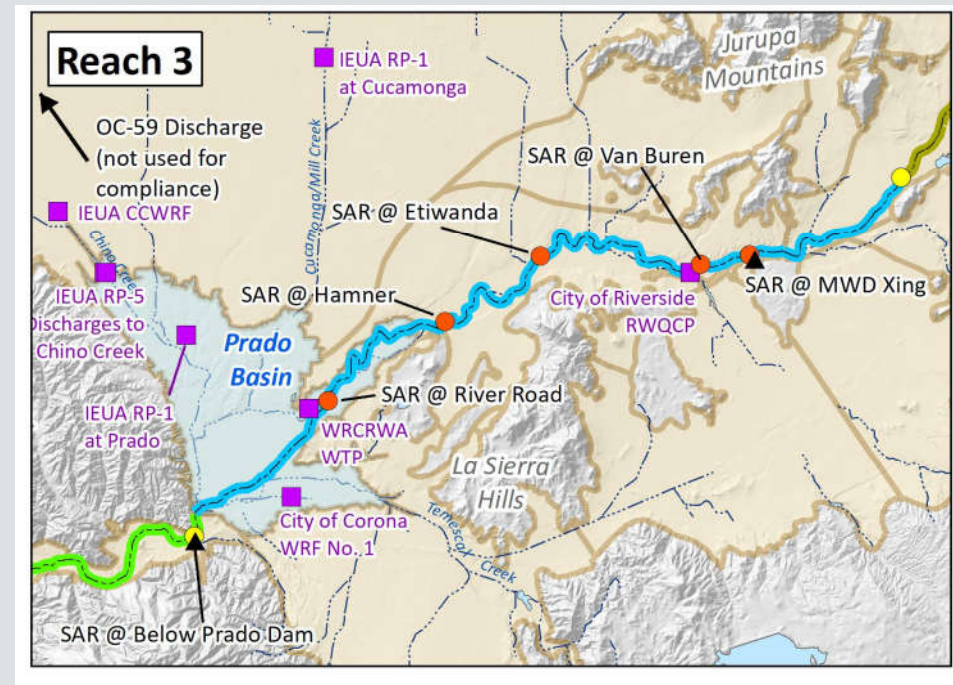 Reach 3
OC-59 Discharge
(not used for
compliance)
IEUA RP-1
at Cucamonga
Jurupa
Mountains
Cucamonga/Mill Creek
SAR @ Van Buren
IEUA CCWRF
SAR @ Etiwanda
Chino Creek
IEUA RP-5
Discharges to
Chino Creek
SAR @ Hamner
City of Riverside
RWQCP
SAR @ MWD Xing
Prado
Basin
IEUA RP-1
at Prado
SAR @ River Road
WRCRWA
WTP
La Sierra
Hills
City of Corona
WRF No. 1
Temescal Creek
SAR @ Below Prado Dam